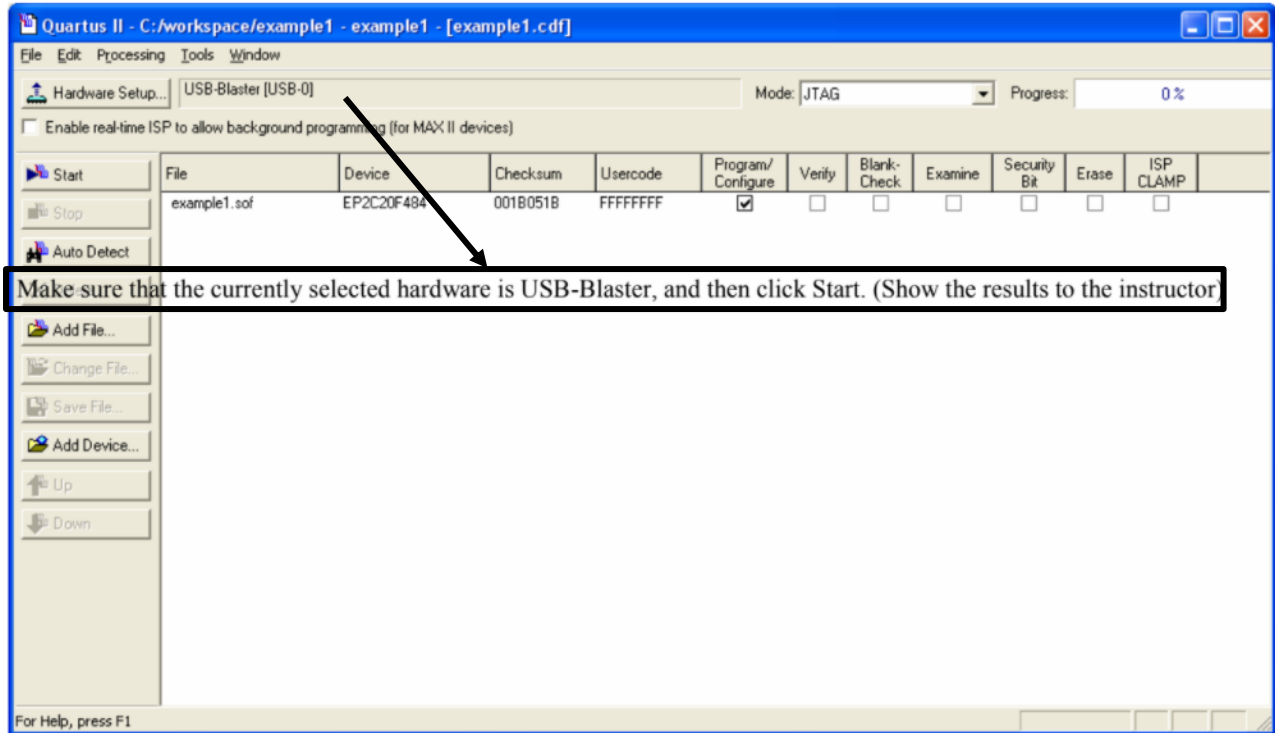 Quartus II - C:/workspace/example1 - example1 - [example1.cdf]
File Edit Processing Tools Window
Hardware Setup... USB-Blaster [USB-0] Mode: JTAG Progress: 0 %
Enable real-time ISP to allow background programming (for MAX II devices)
Start File Device Checksum Usercode Program/ Configure Verify Blank- Check Examine Security Bit Erase ISP CLAMP
Stop example1.sof EP2C20F484 001B051B FFFFFFFF
Auto Detect
Make sure that the currently selected hardware is USB-Blaster, and then click Start. (Show the results to the instructor)
Add File...
Change File...
Save File...
Add Device...
Up
Down
For Help, press F1